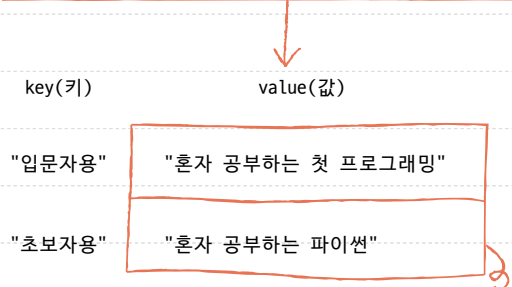 key(키) value(값)
"입문자용" "혼자 공부하는 첫 프로그래밍"
"초보자용" "혼자 공부하는 파이썬"